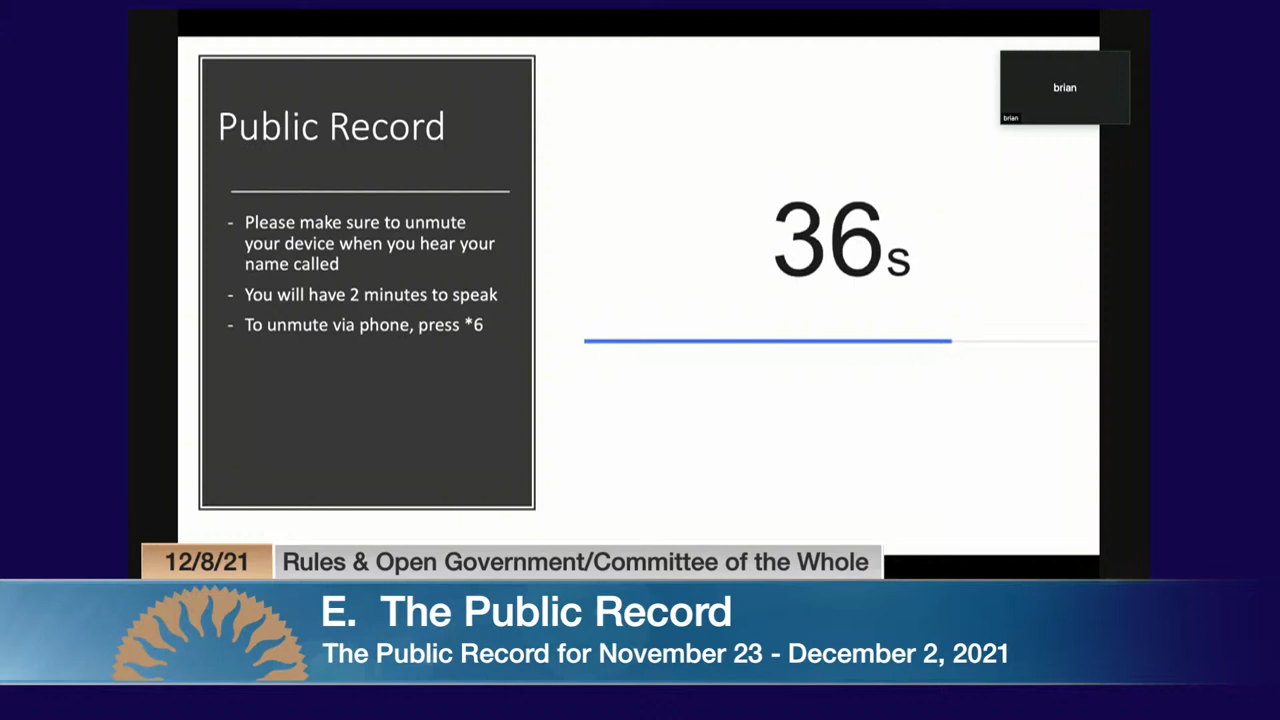 Public Record
- Please make sure to unmute
your device when you hear your
name called
- You will have 2 minutes to speak
- To unmute via phone, press *6
36s
brian
brian
12/8/21
Rules & Open Government/Committee of the Whole
E. The Public Record
The Public Record for November 23 - December 2, 2021